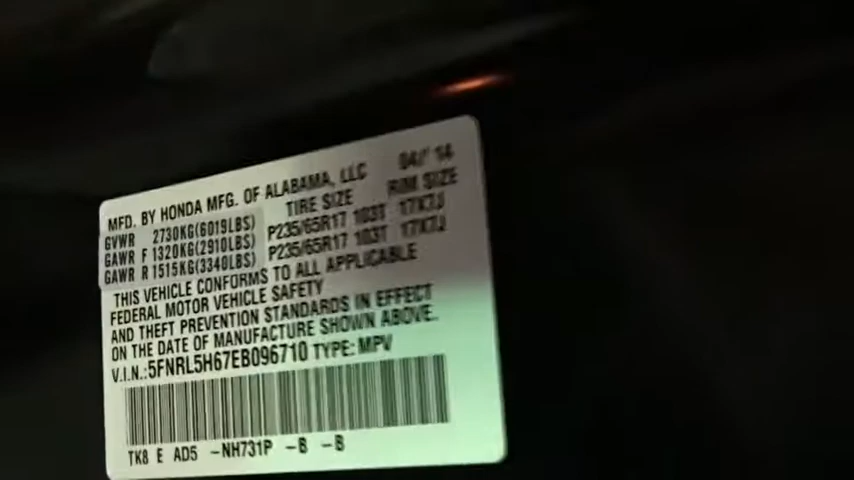 MFD. BY HONDA MFG. OF ALABAMA, LLC 04/'14
GVWR 2730KG(6019LBS) TIRE SIZE RIM SIZE
GAWR F 1320KG(2910LBS) P235/65R17 103T 17X7J
GAWR R 1515KG(3340LBS) P235/65R17 103T 17X7J
THIS VEHICLE CONFORMS TO ALL APPLICABLE
FEDERAL MOTOR VEHICLE SAFETY
AND THEFT PREVENTION STANDARDS IN EFFECT
ON THE DATE OF MANUFACTURE SHOWN ABOVE.
V.I.N.:5FNRL5H67EB096710 TYPE: MPV
TK8 E AD5 -NH731P -B -B